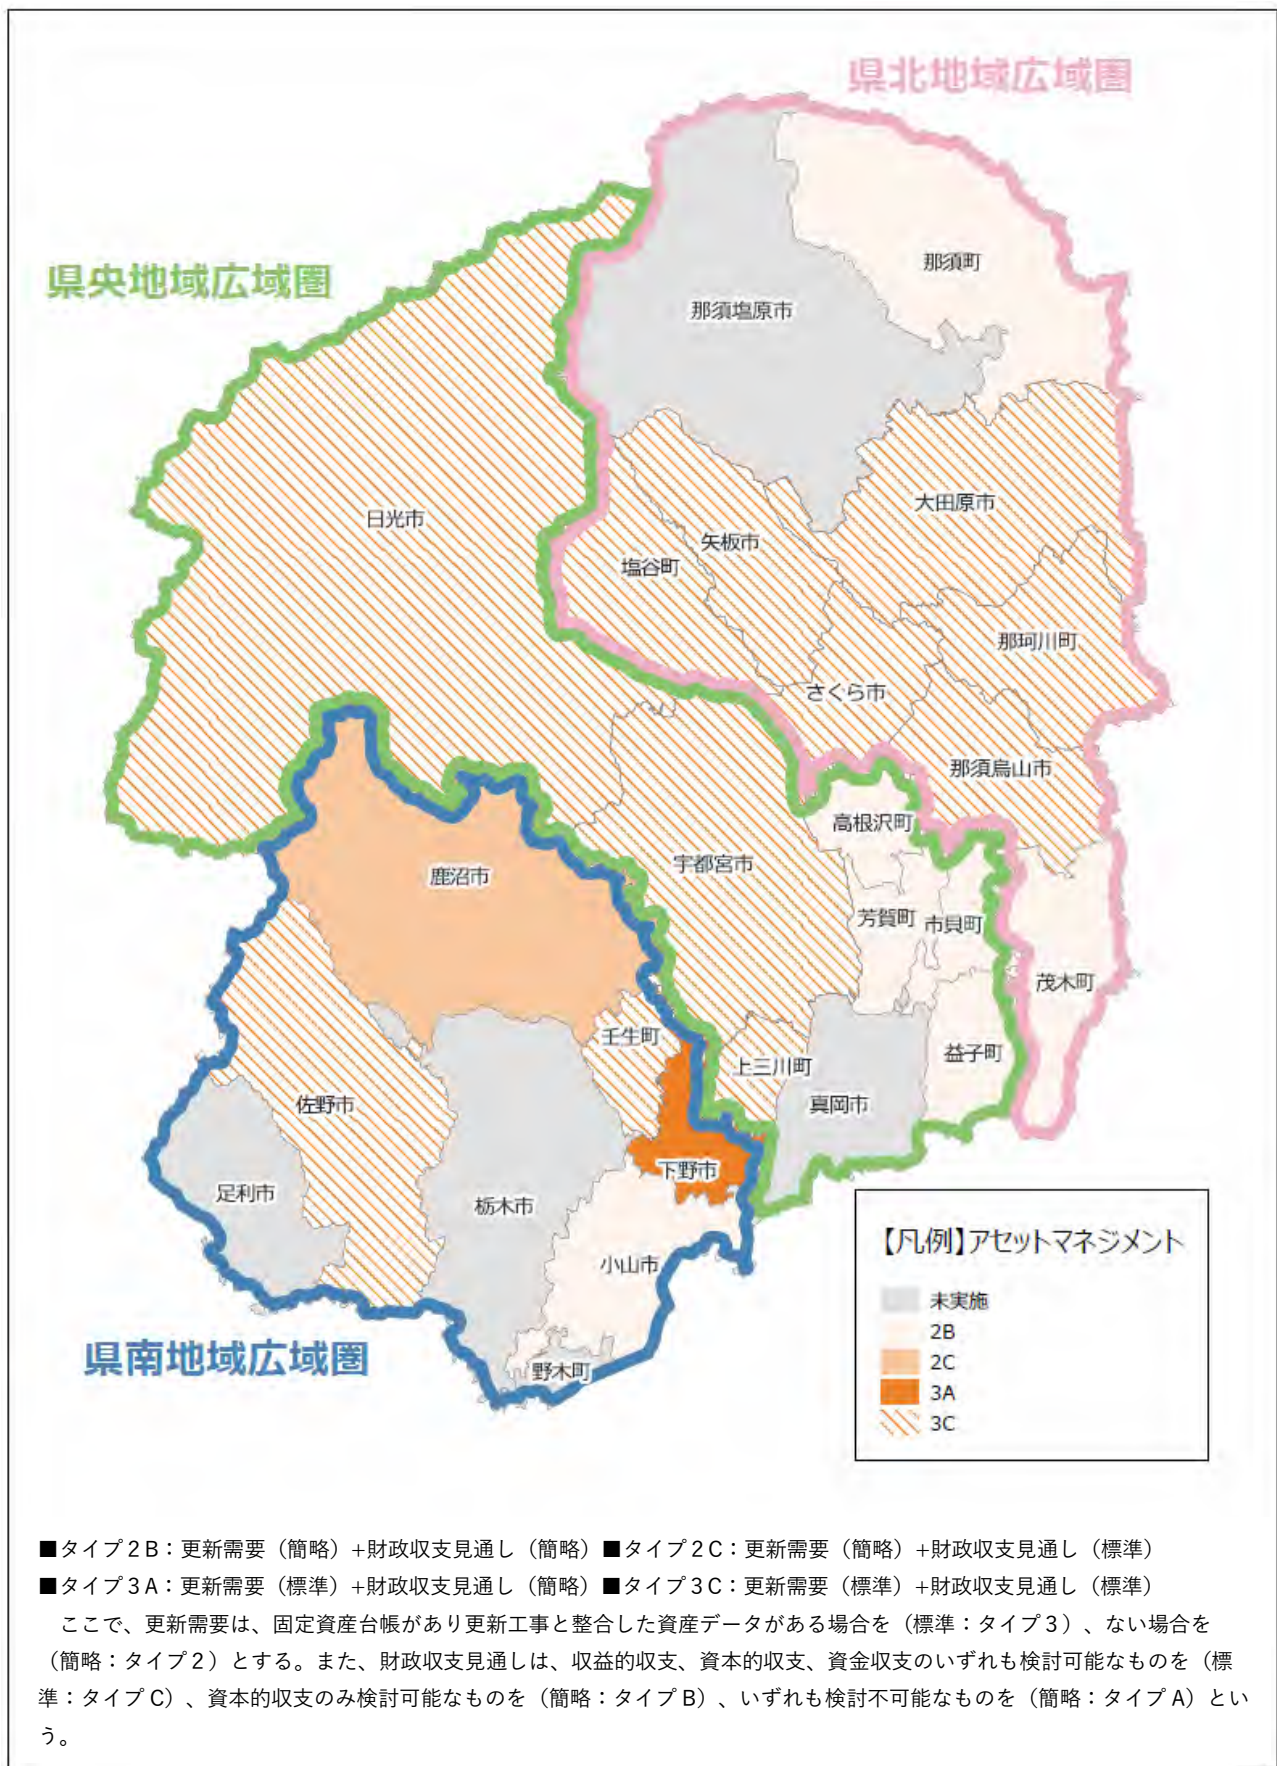 県北地域広域圏
県央地域広域圏
那須町
那須塩原市
大田原市
日光市
矢板市
塩谷町
那珂川町
さくら市
那須烏山市
高根沢町
宇都宮市
鹿沼市
芳賀町
市貝町
茂木町
壬生町
益子町
上三川町
佐野市
真岡市
下野市
足利市
栃木市
小山市
野木町
県南地域広域圏
【凡例】アセットマネジメント
未実施
2B
2C
3A
3C
■タイプ2B：更新需要（簡略）+財政収支見通し（簡略）■タイプ2C：更新需要（簡略）+財政収支見通し（標準）
■タイプ3A：更新需要（標準）+財政収支見通し（簡略）■タイプ3C：更新需要（標準）+財政収支見通し（標準）
　ここで、更新需要は、固定資産台帳があり更新工事と整合した資産データがある場合を（標準：タイプ3）、ない場合を
（簡略：タイプ2）とする。また、財政収支見通しは、収益的収支、資本的収支、資金収支のいずれも検討可能なものを（標
準：タイプC）、資本的収支のみ検討可能なものを（簡略：タイプB）、いずれも検討不可能なものを（簡略：タイプA）とい
う。